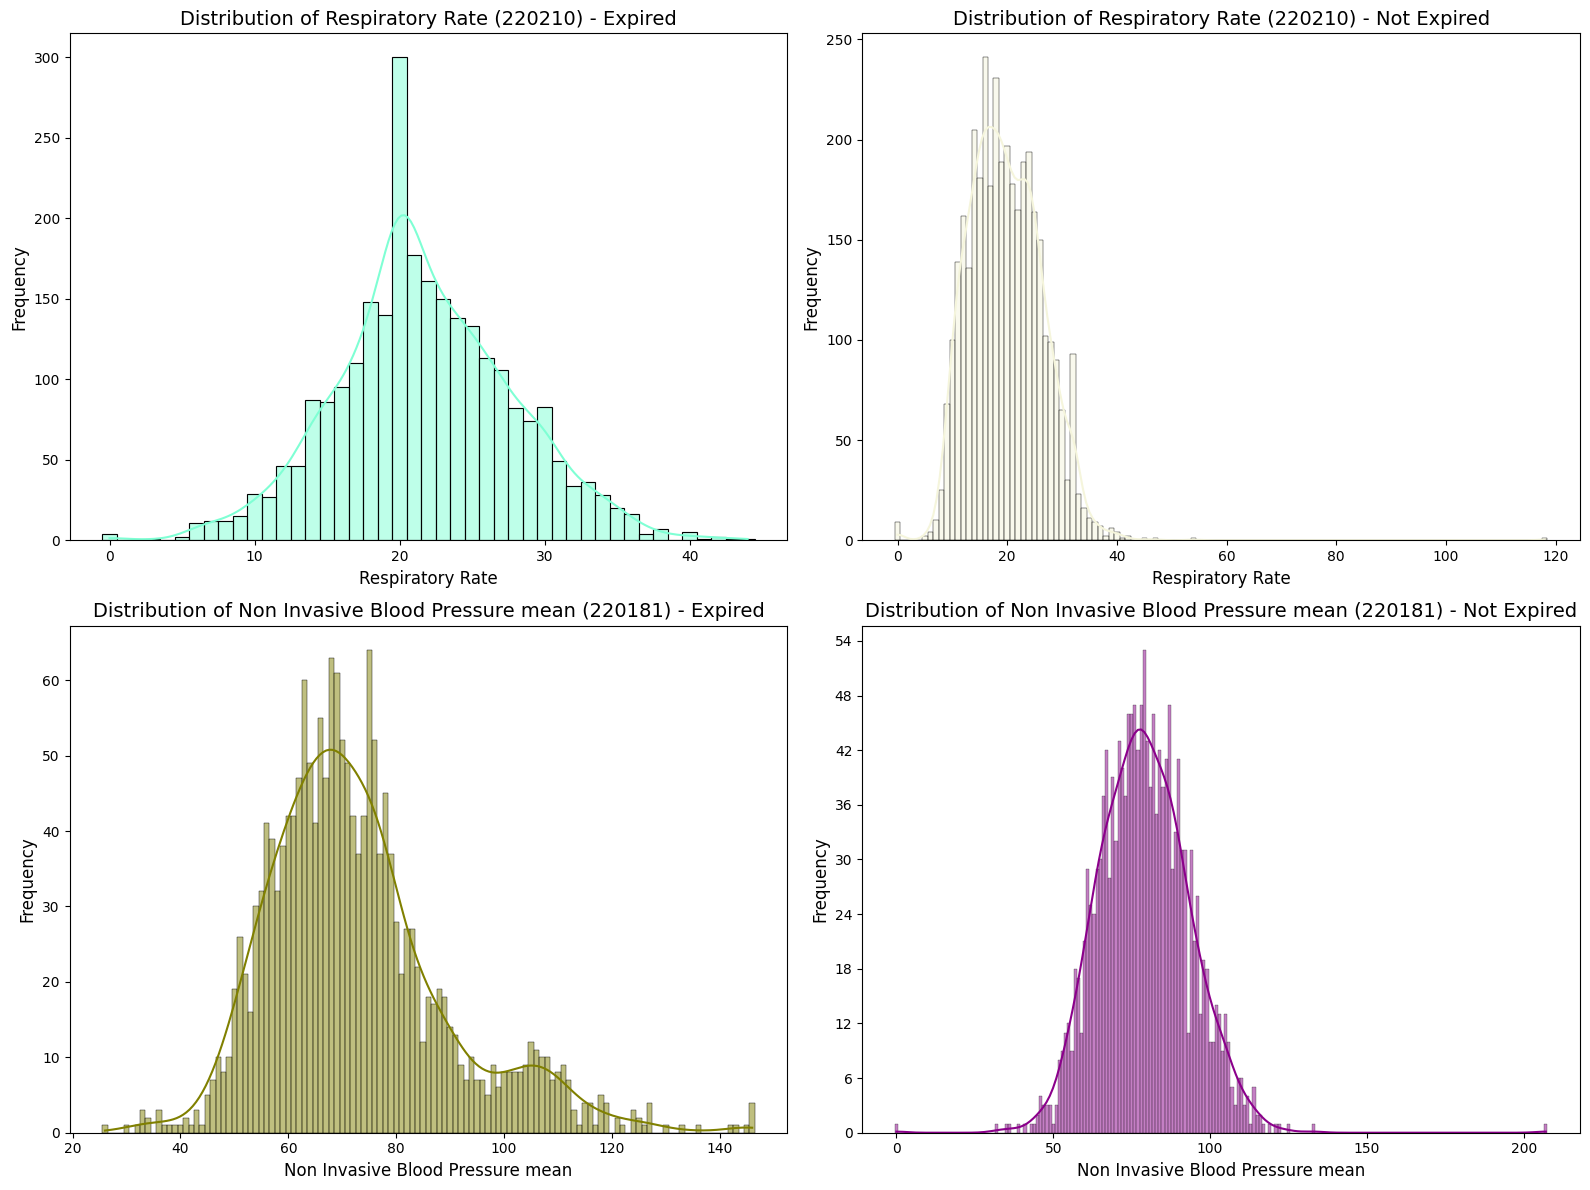 Distribution of Respiratory Rate (220210) - Expired
300
250
200
150
100
50
0
Frequency
0 10 20 30 40
Respiratory Rate
Distribution of Respiratory Rate (220210) - Not Expired
250
200
150
100
50
0
Frequency
0 20 40 60 80 100 120
Respiratory Rate
Distribution of Non Invasive Blood Pressure mean (220181) - Expired
60
50
40
30
20
10
0
Frequency
20 40 60 80 100 120 140
Non Invasive Blood Pressure mean
Distribution of Non Invasive Blood Pressure mean (220181) - Not Expired
54
48
42
36
30
24
18
12
6
0
Frequency
0 50 100 150 200
Non Invasive Blood Pressure mean